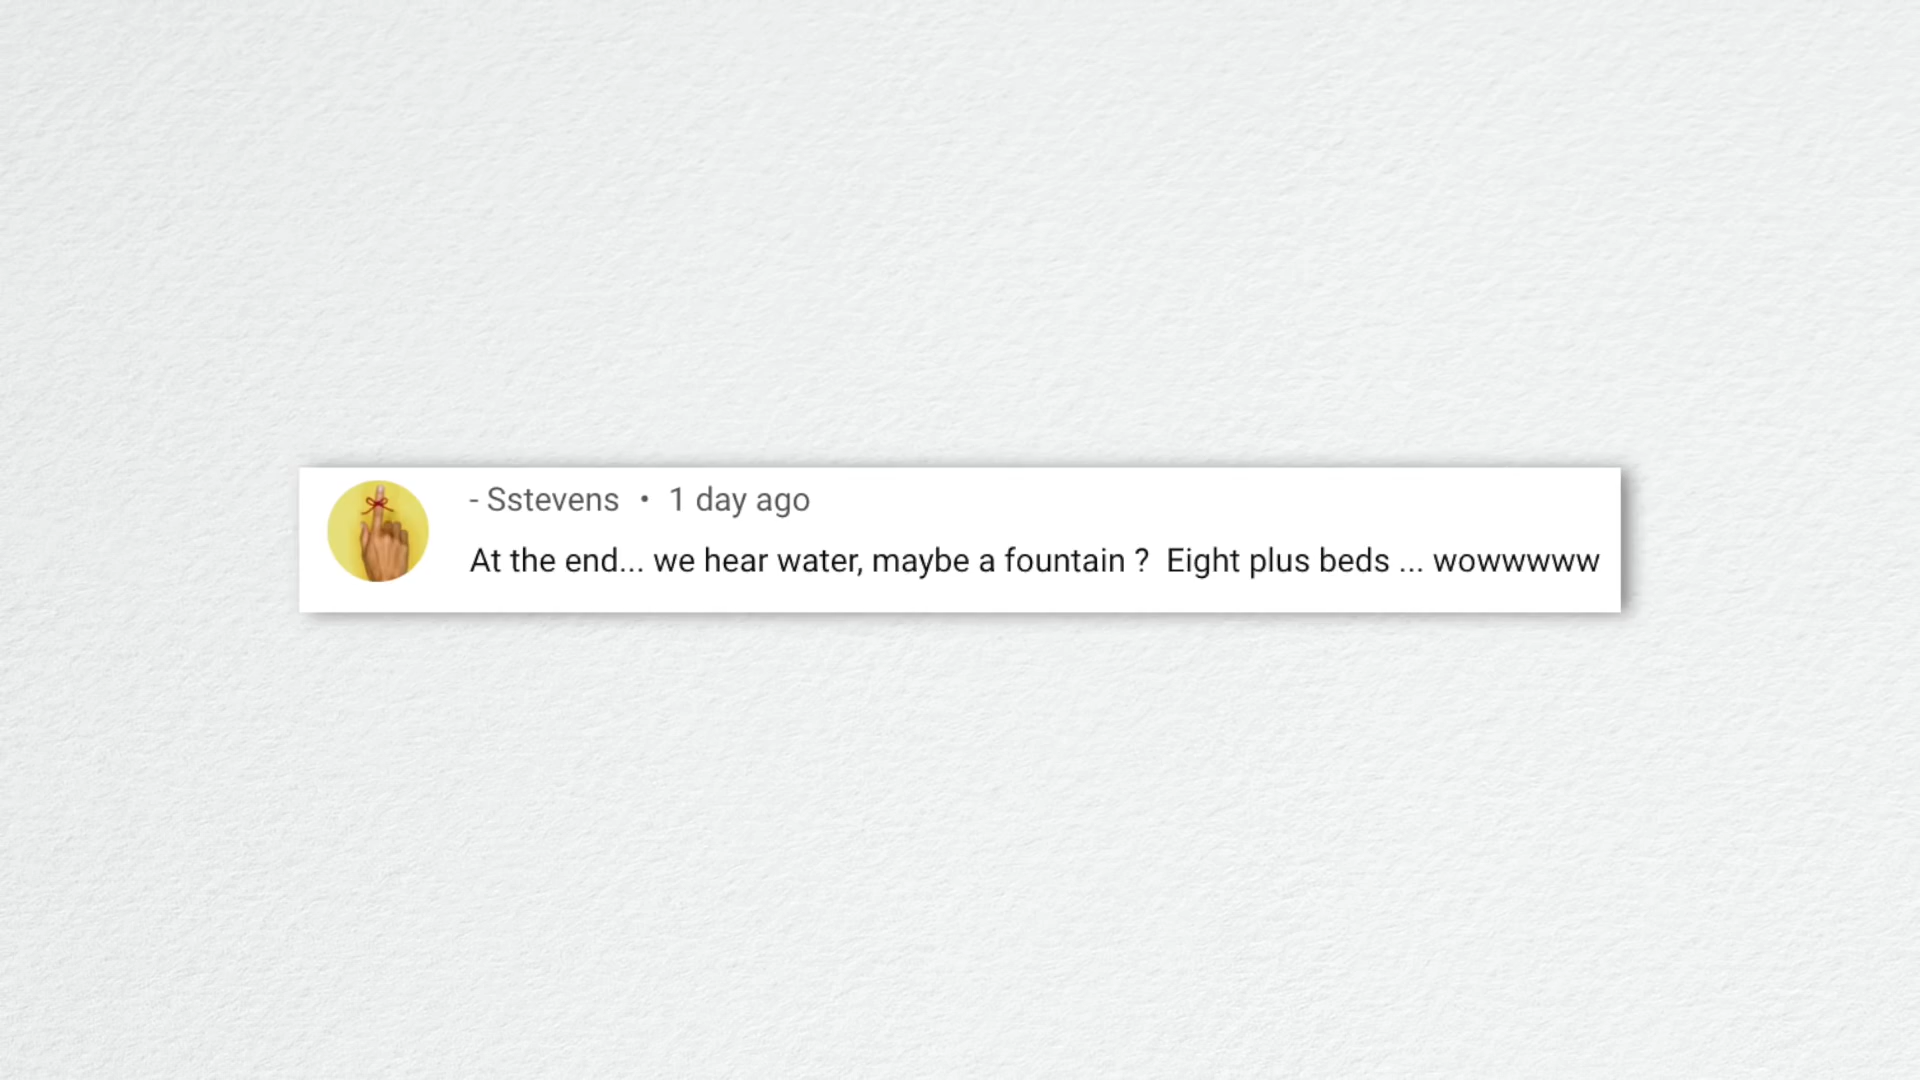 - Sstevens • 1 day ago
At the end... we hear water, maybe a fountain ?  Eight plus beds ... wowwwww